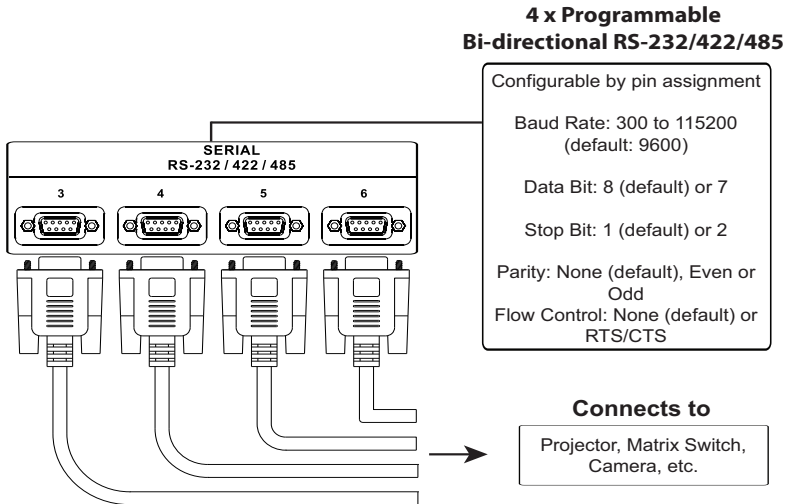 4 x Programmable
Bi-directional RS-232/422/485
Configurable by pin assignment
Baud Rate: 300 to 115200
(default: 9600)
Data Bit: 8 (default) or 7
Stop Bit: 1 (default) or 2
Parity: None (default), Even or
Odd
Flow Control: None (default) or
RTS/CTS
SERIAL
RS-232 / 422 / 485
3 4 5 6
Connects to
Projector, Matrix Switch,
Camera, etc.